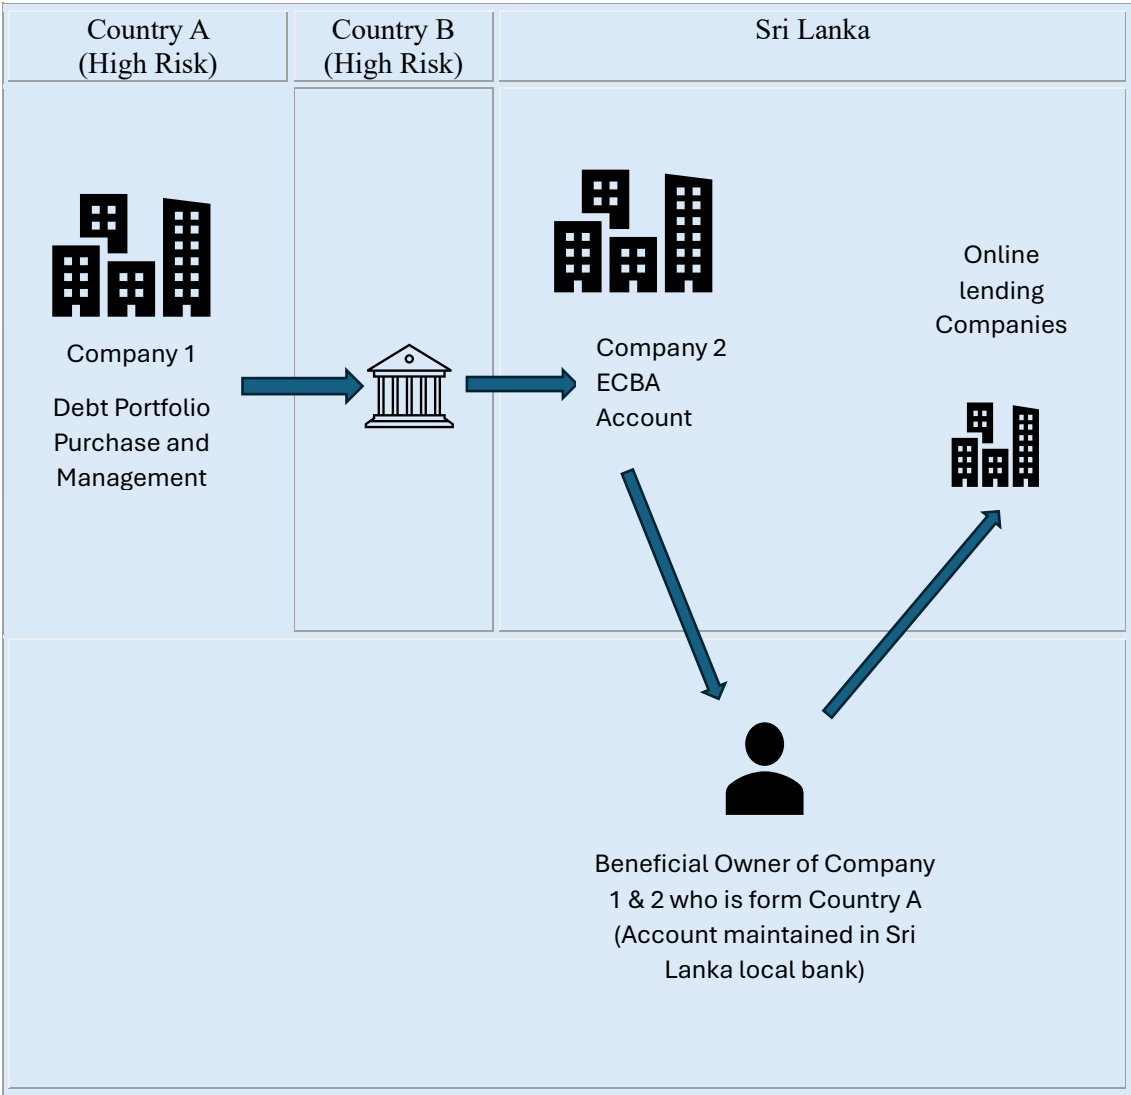 Country A
(High Risk)
Country B
(High Risk)
Sri Lanka
Company 1
Debt Portfolio
Purchase and
Management
Company 2
ECBA
Account
Online
lending
Companies
Beneficial Owner of Company
1 & 2 who is form Country A
(Account maintained in Sri
Lanka local bank)